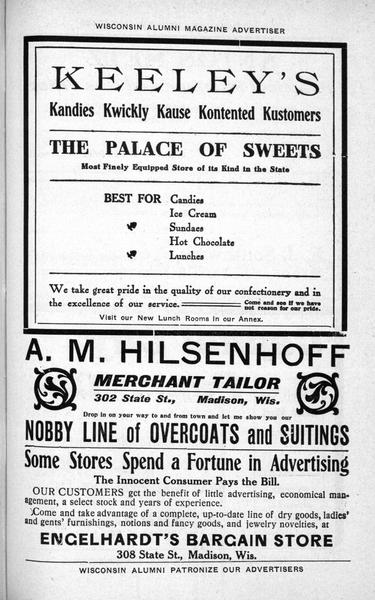 WISCONSIN ALUMNI MAGAZINE ADVERTISER
KEELEY'S
Kandies Kwickly Kause Kontented Kustomers
THE PALACE OF SWEETS
Most Finely Equipped Store of its Kind in the State
BEST FOR Candies
Ice Cream
Sundaes
Hot Chocolate
Lunches
We take great pride in the quality of our confectionery and in
the excellence of our service. Come and see if we have
not reason for our pride.
Visit our New Lunch Rooms in our Annex.
A. M. HILSENHOFF
MERCHANT TAILOR
302 State St., Madison, Wis.
Drop in on your way to and from town and let me show you our
NOBBY LINE of OVERCOATS and SUITINGS
Some Stores Spend a Fortune in Advertising
The Innocent Consumer Pays the Bill.
OUR CUSTOMERS get the benefit of little advertising, economical man-
agement, a select stock and years of experience.
Come and take advantage of a complete, up-to-date line of dry goods, ladies'
and gents' furnishings, notions and fancy goods, and jewelry novelties, at
ENGELHARDT'S BARGAIN STORE
308 State St., Madison, Wis.
WISCONSIN ALUMNI PATRONIZE OUR ADVERTISERS